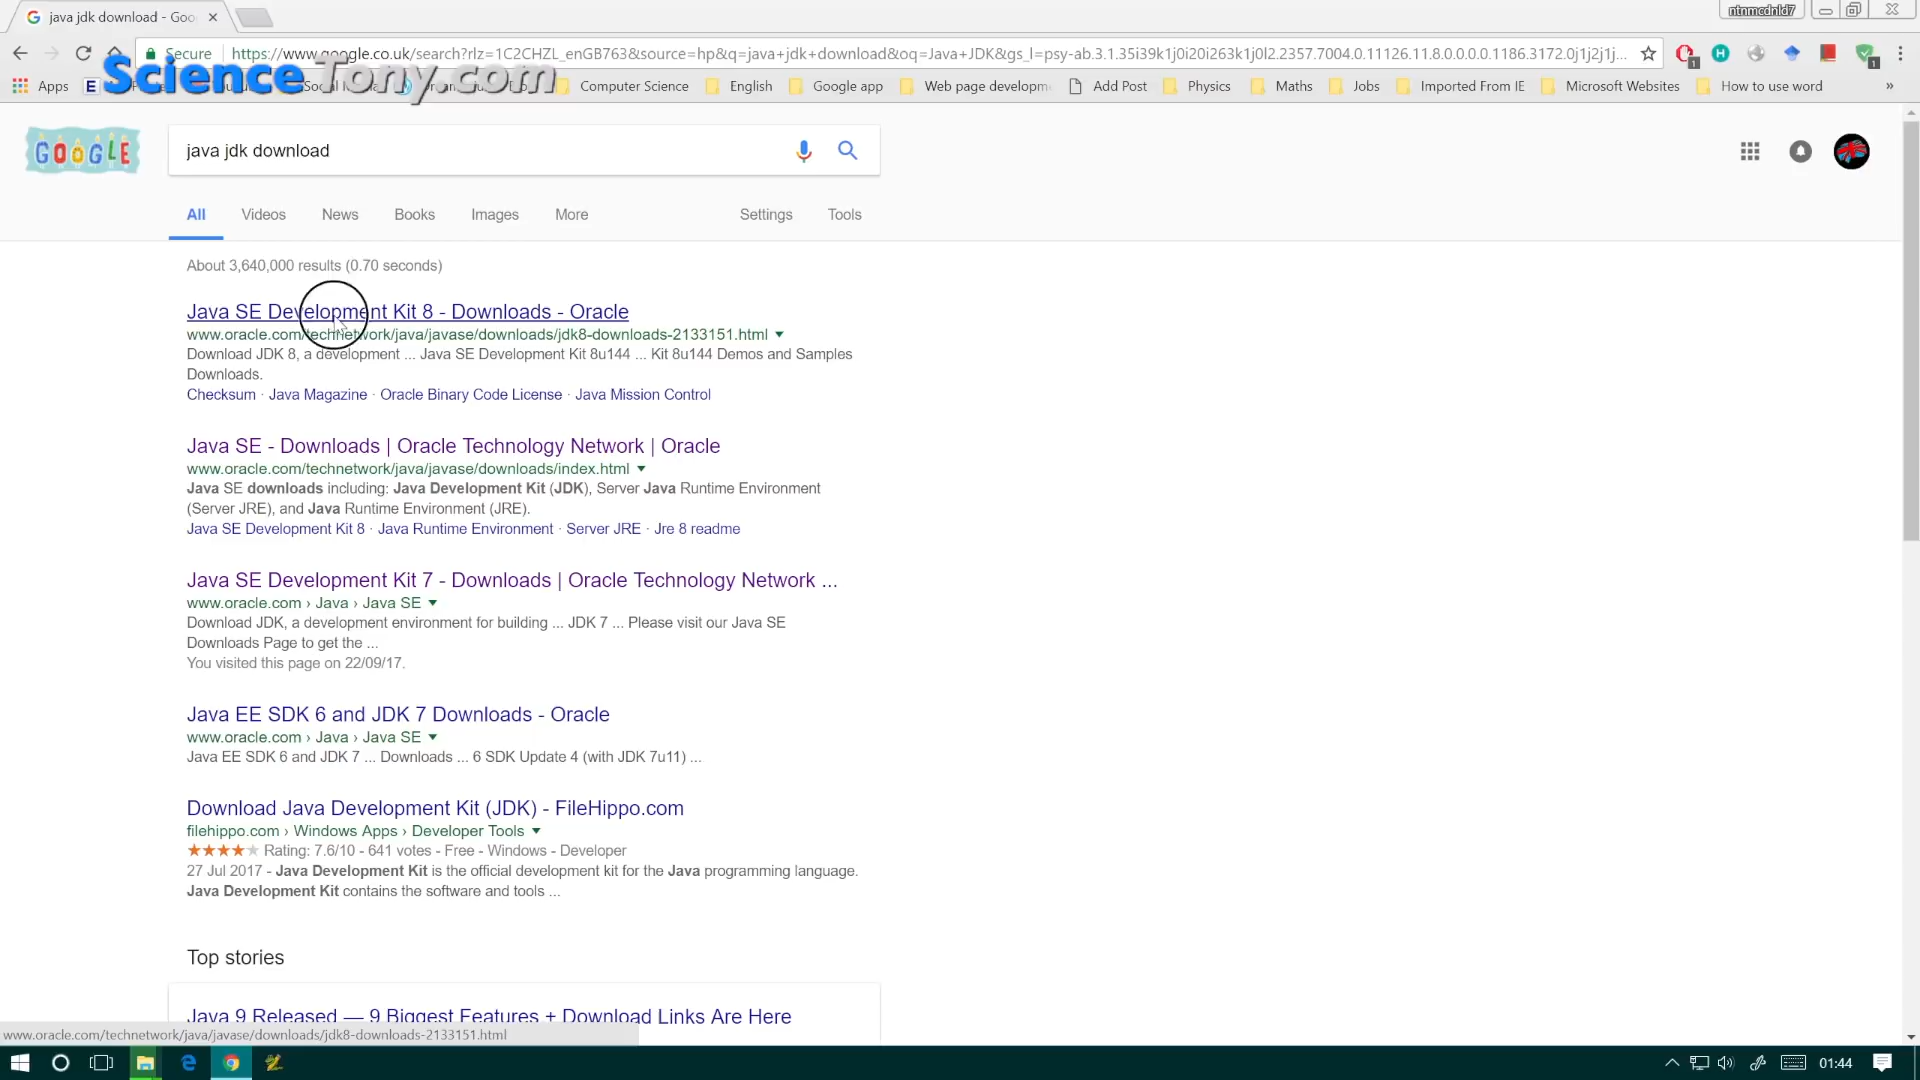 java jdk download - Goo
ntnmcdnld7
Secure
https://www.google.co.uk/search?rlz=1C2CHZL_enGB763&source=hp&q=java+jdk+download&oq=Java+JDK&gs_l=psy-ab.3.1.35i39k1j0i20i263k1j0l2.2357.7004.0.11126.11.8.0.0.0.0.1186.3172.0j1j2j1j...
ScienceTony.com
Apps
Computer Science
English
Google app
Web page developm
Add Post
Physics
Maths
Jobs
Imported From IE
Microsoft Websites
How to use word
GOOGLE
java jdk download
All
Videos
News
Books
Images
More
Settings
Tools
About 3,640,000 results (0.70 seconds)
Java SE Development Kit 8 - Downloads - Oracle
www.oracle.com/technetwork/java/javase/downloads/jdk8-downloads-2133151.html
Download JDK 8, a development ... Java SE Development Kit 8u144 ... Kit 8u144 Demos and Samples
Downloads.
Checksum · Java Magazine · Oracle Binary Code License · Java Mission Control
Java SE - Downloads | Oracle Technology Network | Oracle
www.oracle.com/technetwork/java/javase/downloads/index.html
Java SE downloads including: Java Development Kit (JDK), Server Java Runtime Environment
(Server JRE), and Java Runtime Environment (JRE).
Java SE Development Kit 8 · Java Runtime Environment · Server JRE · Jre 8 readme
Java SE Development Kit 7 - Downloads | Oracle Technology Network ...
www.oracle.com › Java › Java SE
Download JDK, a development environment for building ... JDK 7 ... Please visit our Java SE
Downloads Page to get the ...
You visited this page on 22/09/17.
Java EE SDK 6 and JDK 7 Downloads - Oracle
www.oracle.com › Java › Java SE
Java EE SDK 6 and JDK 7 ... Downloads ... 6 SDK Update 4 (with JDK 7u11) ...
Download Java Development Kit (JDK) - FileHippo.com
filehippo.com › Windows Apps › Developer Tools
Rating: 7.6/10 - 641 votes - Free - Windows - Developer
27 Jul 2017 - Java Development Kit is the official development kit for the Java programming language.
Java Development Kit contains the software and tools ...
Top stories
Java 9 Released — 9 Biggest Features + Download Links Are Here
www.oracle.com/technetwork/java/javase/downloads/jdk8-downloads-2133151.html
01:44